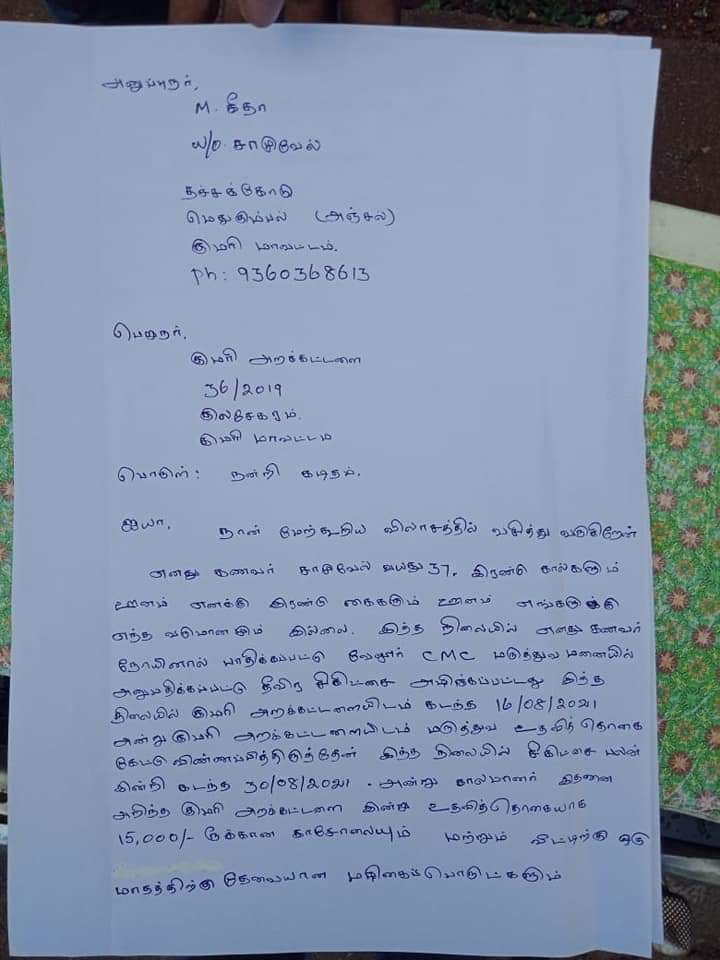 அனுப்புநர்,
M. கீதா
W/o. சாமுவேல்
தச்சக்கோடு
மெதுகும்மல் (அஞ்சல்)
குமரி மாவட்டம்.
Ph: 9360368613
பெறுநர்,
குமரி அறக்கட்டளை
36/2019
குலசேகரம்.
குமரி மாவட்டம்
பொருள்: நன்றி கடிதம்.
ஐயா, நான் மேற்கூறிய விலாசத்தில் வசித்து வருகிறேன்
எனது கணவர் சாமுவேல் வயது 37, இரண்டு கால்களும்
ஊனம் எனக்கு இரண்டு கைகளும் ஊனம் எங்களுக்கு
எந்த வருமானமும் இல்லை. இந்த நிலையில் எனது கணவர்
நோயினால் பாதிக்கப்பட்டு வேலூர் CMC மருத்துவமனையில்
அனுமதிக்கப்பட்டு தீவிர சிகிட்சை அளிக்கப்பட்டது இந்த
நிலையில் குமரி அறக்கட்டளையிடம் கடந்த 16/08/2021
அன்று குமரி அறக்கட்டளையிடம் மருத்துவ உதவித்தொகை
கேட்டு விண்ணப்பித்திருந்தேன் இந்த நிலையில் சிகிட்சை பலன்
இன்றி கடந்த 30/08/2021. அன்று காலமானார் இதனை
அறிந்த குமரி அறக்கட்டளை இன்று உதவித்தொகையாக
15,000/- ரூக்கான காசோலையும் மற்றும் வீட்டிற்கு ஒரு
மாதத்திற்கு தேவையான மளிகைப்பொருட்களும்